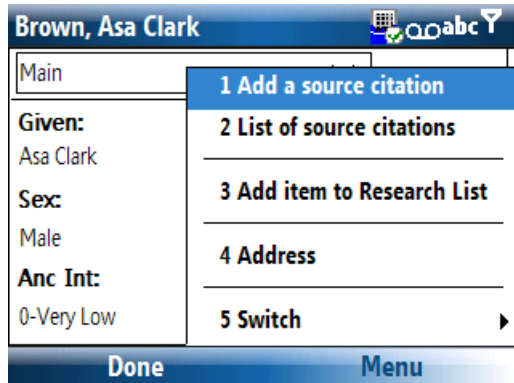 Brown, Asa Clark abc
Main
1 Add a source citation
Given:
2 List of source citations
Asa Clark
Sex:
3 Add item to Research List
Male
4 Address
Anc Int:
0-Very Low
5 Switch
Done Menu